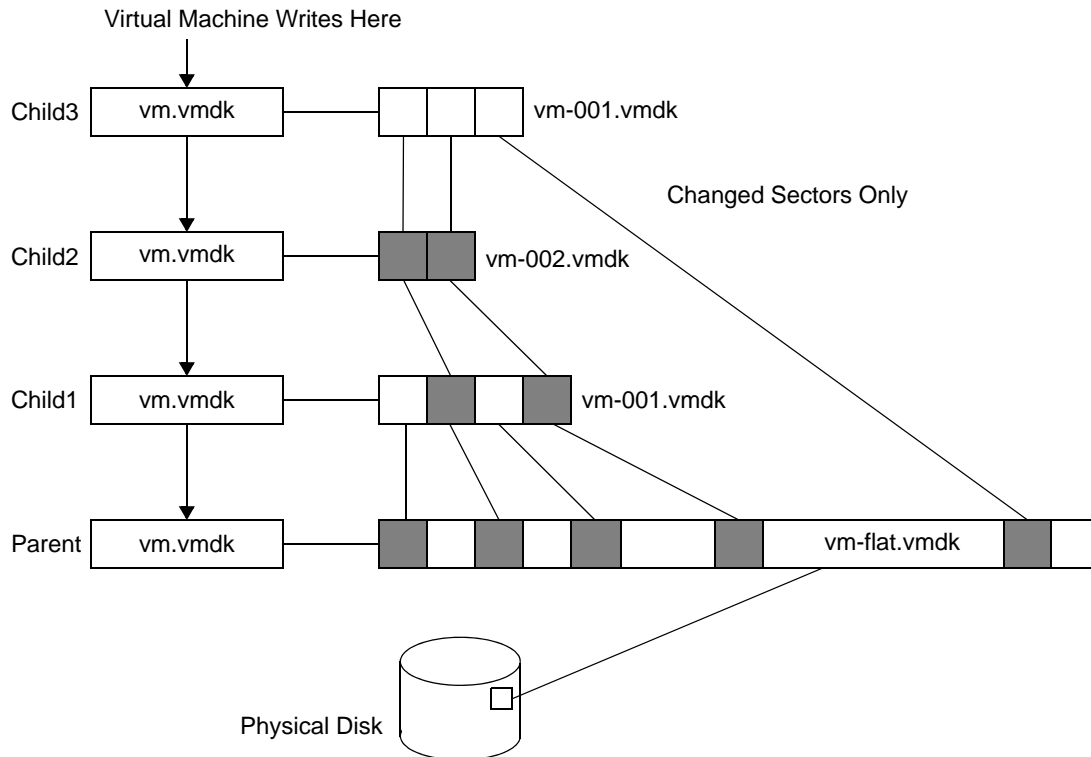 Virtual Machine Writes Here
Child3
vm.vmdk
vm-001.vmdk
Changed Sectors Only
Child2
vm.vmdk
vm-002.vmdk
Child1
vm.vmdk
vm-001.vmdk
Parent
vm.vmdk
vm-flat.vmdk
Physical Disk